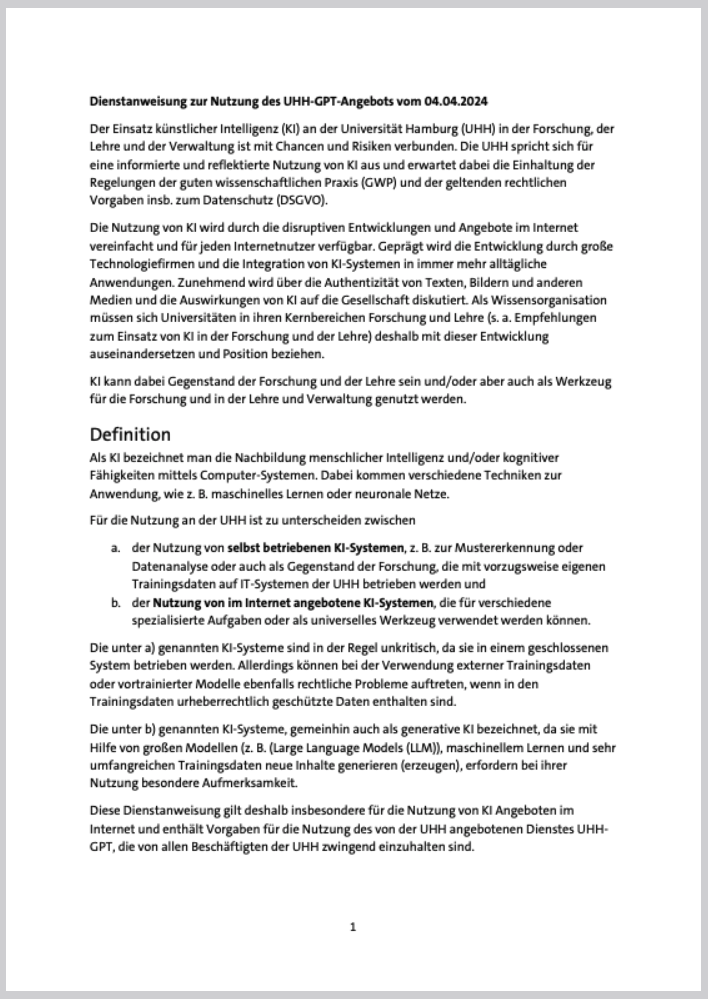 Dienstanweisung zur Nutzung des UHH-GPT-Angebots vom 04.04.2024
Der Einsatz künstlicher Intelligenz (KI) an der Universität Hamburg (UHH) in der Forschung, der
Lehre und der Verwaltung ist mit Chancen und Risiken verbunden. Die UHH spricht sich für
eine informierte und reflektierte Nutzung von KI aus und erwartet dabei die Einhaltung der
Regelungen der guten wissenschaftlichen Praxis (GWP) und der geltenden rechtlichen
Vorgaben insb. zum Datenschutz (DSGVO).
Die Nutzung von KI wird durch die disruptiven Entwicklungen und Angebote im Internet
vereinfacht und für jeden Internetnutzer verfügbar. Geprägt wird die Entwicklung durch große
Technologiefirmen und die Integration von KI-Systemen in immer mehr alltägliche
Anwendungen. Zunehmend wird über die Authentizität von Texten, Bildern und anderen
Medien und die Auswirkungen von KI auf die Gesellschaft diskutiert. Als Wissensorganisation
müssen sich Universitäten in ihren Kernbereichen Forschung und Lehre (s. a. Empfehlungen
zum Einsatz von KI in der Forschung und der Lehre) deshalb mit dieser Entwicklung
auseinandersetzen und Position beziehen.
KI kann dabei Gegenstand der Forschung und der Lehre sein und/oder aber auch als Werkzeug
für die Forschung und in der Lehre und Verwaltung genutzt werden.
Definition
Als KI bezeichnet man die Nachbildung menschlicher Intelligenz und/oder kognitiver
Fähigkeiten mittels Computer-Systemen. Dabei kommen verschiedene Techniken zur
Anwendung, wie z. B. maschinelles Lernen oder neuronale Netze.
Für die Nutzung an der UHH ist zu unterscheiden zwischen
a. der Nutzung von selbst betriebenen KI-Systemen, z. B. zur Mustererkennung oder
Datenanalyse oder auch als Gegenstand der Forschung, die mit vorzugsweise eigenen
Trainingsdaten auf IT-Systemen der UHH betrieben werden und
b. der Nutzung von im Internet angebotene KI-Systemen, die für verschiedene
spezialisierte Aufgaben oder als universelles Werkzeug verwendet werden können.
Die unter a) genannten KI-Systeme sind in der Regel unkritisch, da sie in einem geschlossenen
System betrieben werden. Allerdings können bei der Verwendung externer Trainingsdaten
oder vortrainierter Modelle ebenfalls rechtliche Probleme auftreten, wenn in den
Trainingsdaten urheberrechtlich geschützte Daten enthalten sind.
Die unter b) genannten KI-Systeme, gemeinhin auch als generative KI bezeichnet, da sie mit
Hilfe von großen Modellen (z. B. (Large Language Models (LLM)), maschinellem Lernen und sehr
umfangreichen Trainingsdaten neue Inhalte generieren (erzeugen), erfordern bei ihrer
Nutzung besondere Aufmerksamkeit.
Diese Dienstanweisung gilt deshalb insbesondere für die Nutzung von KI Angeboten im
Internet und enthält Vorgaben für die Nutzung des von der UHH angebotenen Dienstes UHH-
GPT, die von allen Beschäftigten der UHH zwingend einzuhalten sind.
1